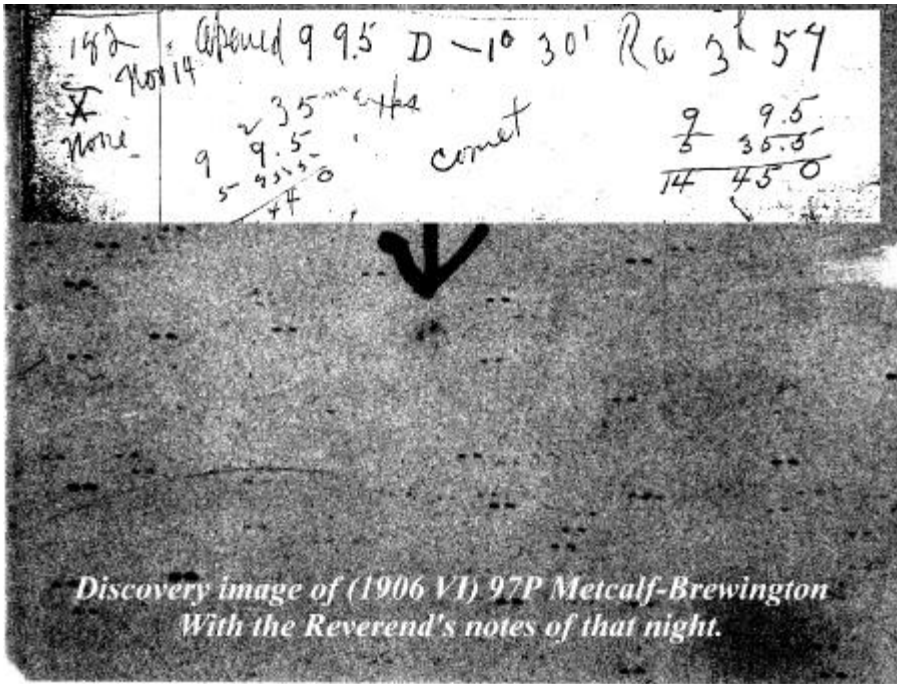 182 Nov 14 opened 9 9.5 D -1° 30' Ra 3h 54
X
None
2 35
9 9.5
comet
9 9.5
5 35.5
14 45 0
44 0
Discovery image of (1906 VI) 97P Metcalf-Brewington
With the Reverend's notes of that night.